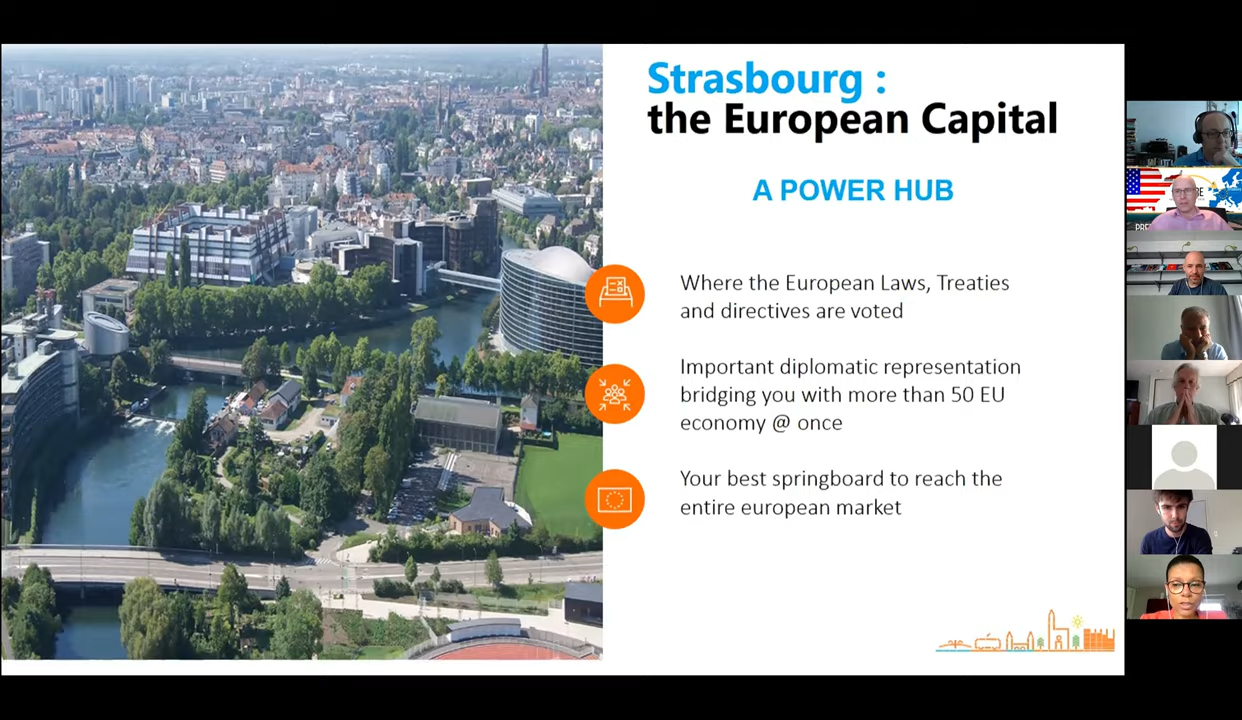 Strasbourg :
the European Capital
A POWER HUB
Where the European Laws, Treaties
and directives are voted
Important diplomatic representation
bridging you with more than 50 EU
economy @ once
Your best springboard to reach the
entire european market